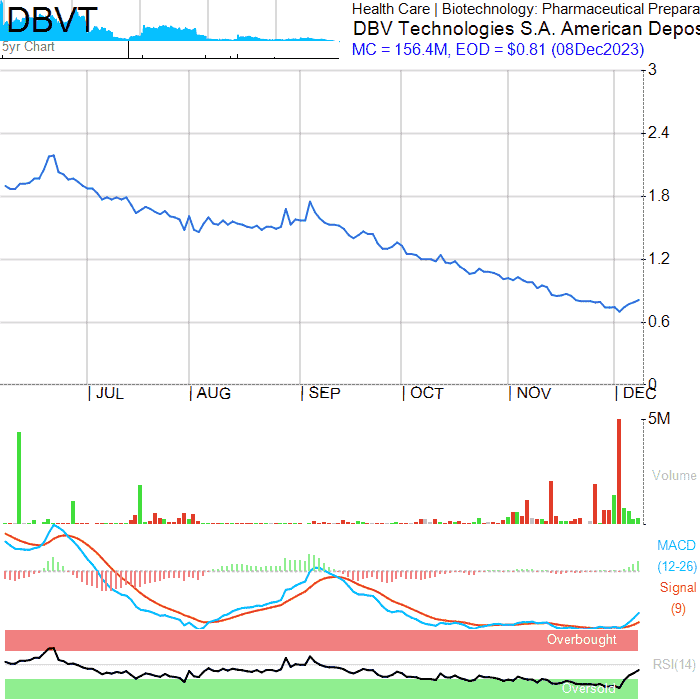 DBVT
5yr Chart
Health Care | Biotechnology: Pharmaceutical Prepara
DBV Technologies S.A. American Depos
MC = 156.4M, EOD = $0.81 (08Dec2023)
3
2.4
1.8
1.2
0.6
0
JUL AUG SEP OCT NOV DEC
5M
Volume
MACD
(12-26)
Signal
(9)
Overbought
RSI(14)
Oversold